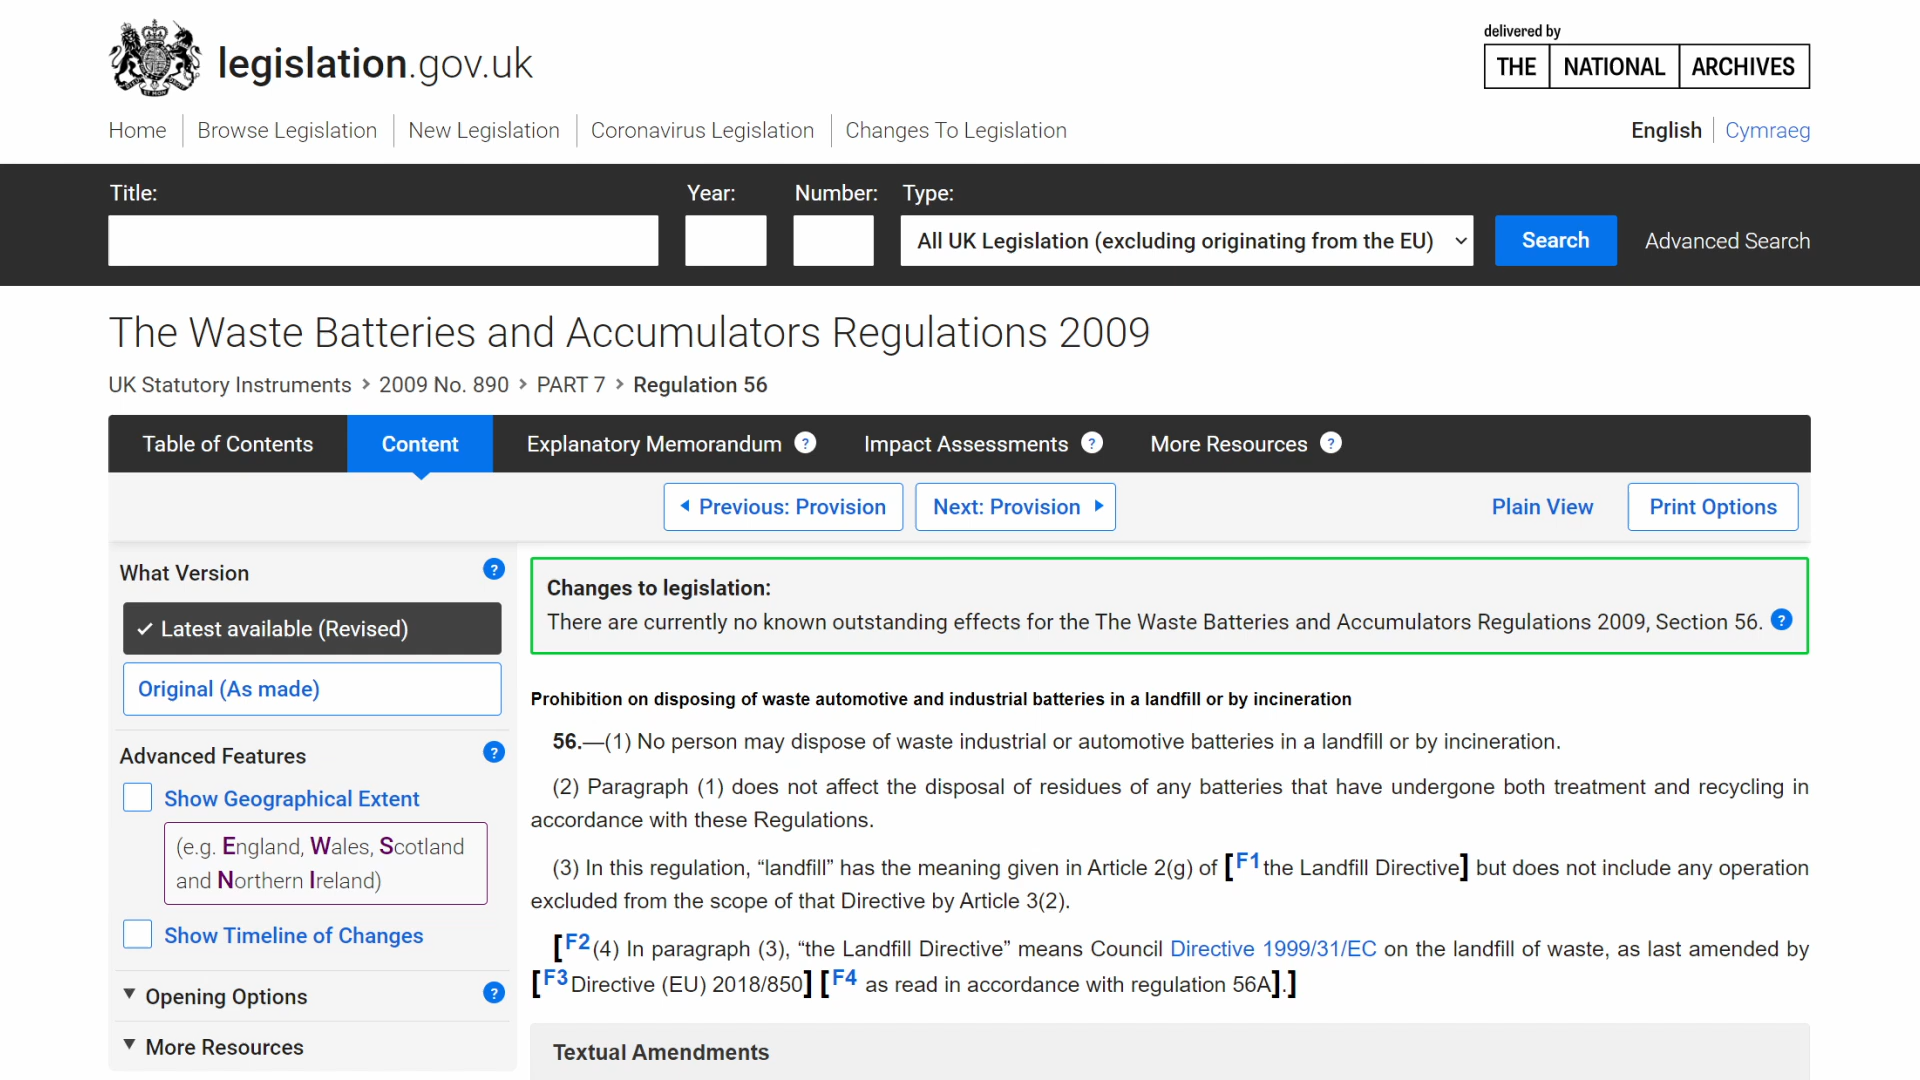 legislation.gov.uk
delivered by
THE NATIONAL ARCHIVES
Home Browse Legislation New Legislation Coronavirus Legislation Changes To Legislation English Cymraeg
Title: Year: Number: Type:
All UK Legislation (excluding originating from the EU) Search Advanced Search
The Waste Batteries and Accumulators Regulations 2009
UK Statutory Instruments > 2009 No. 890 > PART 7 > Regulation 56
Table of Contents Content Explanatory Memorandum ? Impact Assessments ? More Resources ?
Previous: Provision Next: Provision Plain View Print Options
What Version ?
✓ Latest available (Revised)
Original (As made)
Advanced Features ?
Show Geographical Extent
(e.g. England, Wales, Scotland
and Northern Ireland)
Show Timeline of Changes
▼ Opening Options ?
▼ More Resources
Changes to legislation:
There are currently no known outstanding effects for the The Waste Batteries and Accumulators Regulations 2009, Section 56. ?
Prohibition on disposing of waste automotive and industrial batteries in a landfill or by incineration
56.—(1) No person may dispose of waste industrial or automotive batteries in a landfill or by incineration.
(2) Paragraph (1) does not affect the disposal of residues of any batteries that have undergone both treatment and recycling in
accordance with these Regulations.
(3) In this regulation, “landfill” has the meaning given in Article 2(g) of [F1the Landfill Directive] but does not include any operation
excluded from the scope of that Directive by Article 3(2).
[F2(4) In paragraph (3), “the Landfill Directive” means Council Directive 1999/31/EC on the landfill of waste, as last amended by
[F3Directive (EU) 2018/850] [F4 as read in accordance with regulation 56A].]
Textual Amendments